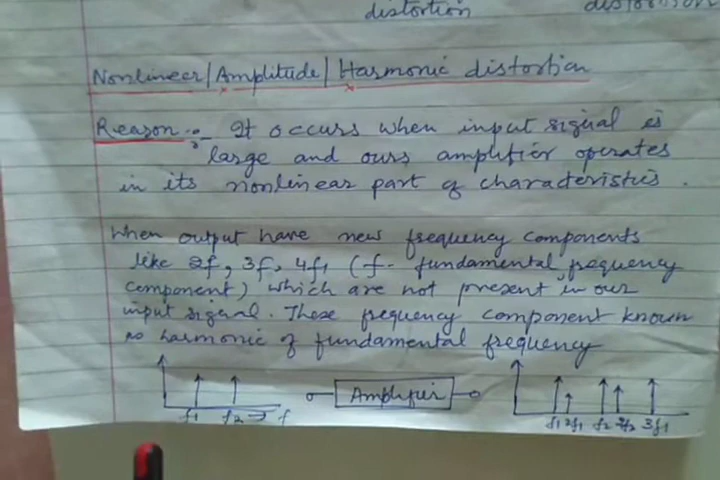 distortion distortion
Nonlinear/Amplitude/Harmonic distortion
Reason :- It occurs when input signal is
large and ours amplifier operates
in its nonlinear part of characteristics.
When output have new frequency components
like 2f, 3f, 4f, (f- fundamental frequency
component) which are not present in our
input signal. These frequency component known
as harmonic of fundamental frequency
Amplifier
f1 f2 → f f1 2f1 f2 2f2 3f1